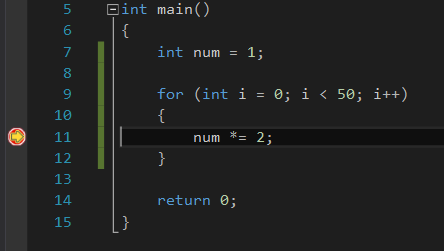 5 int main()
6 {
7 int num = 1;
8
9 for (int i = 0; i < 50; i++)
10 {
11 num *= 2;
12 }
13
14 return 0;
15 }